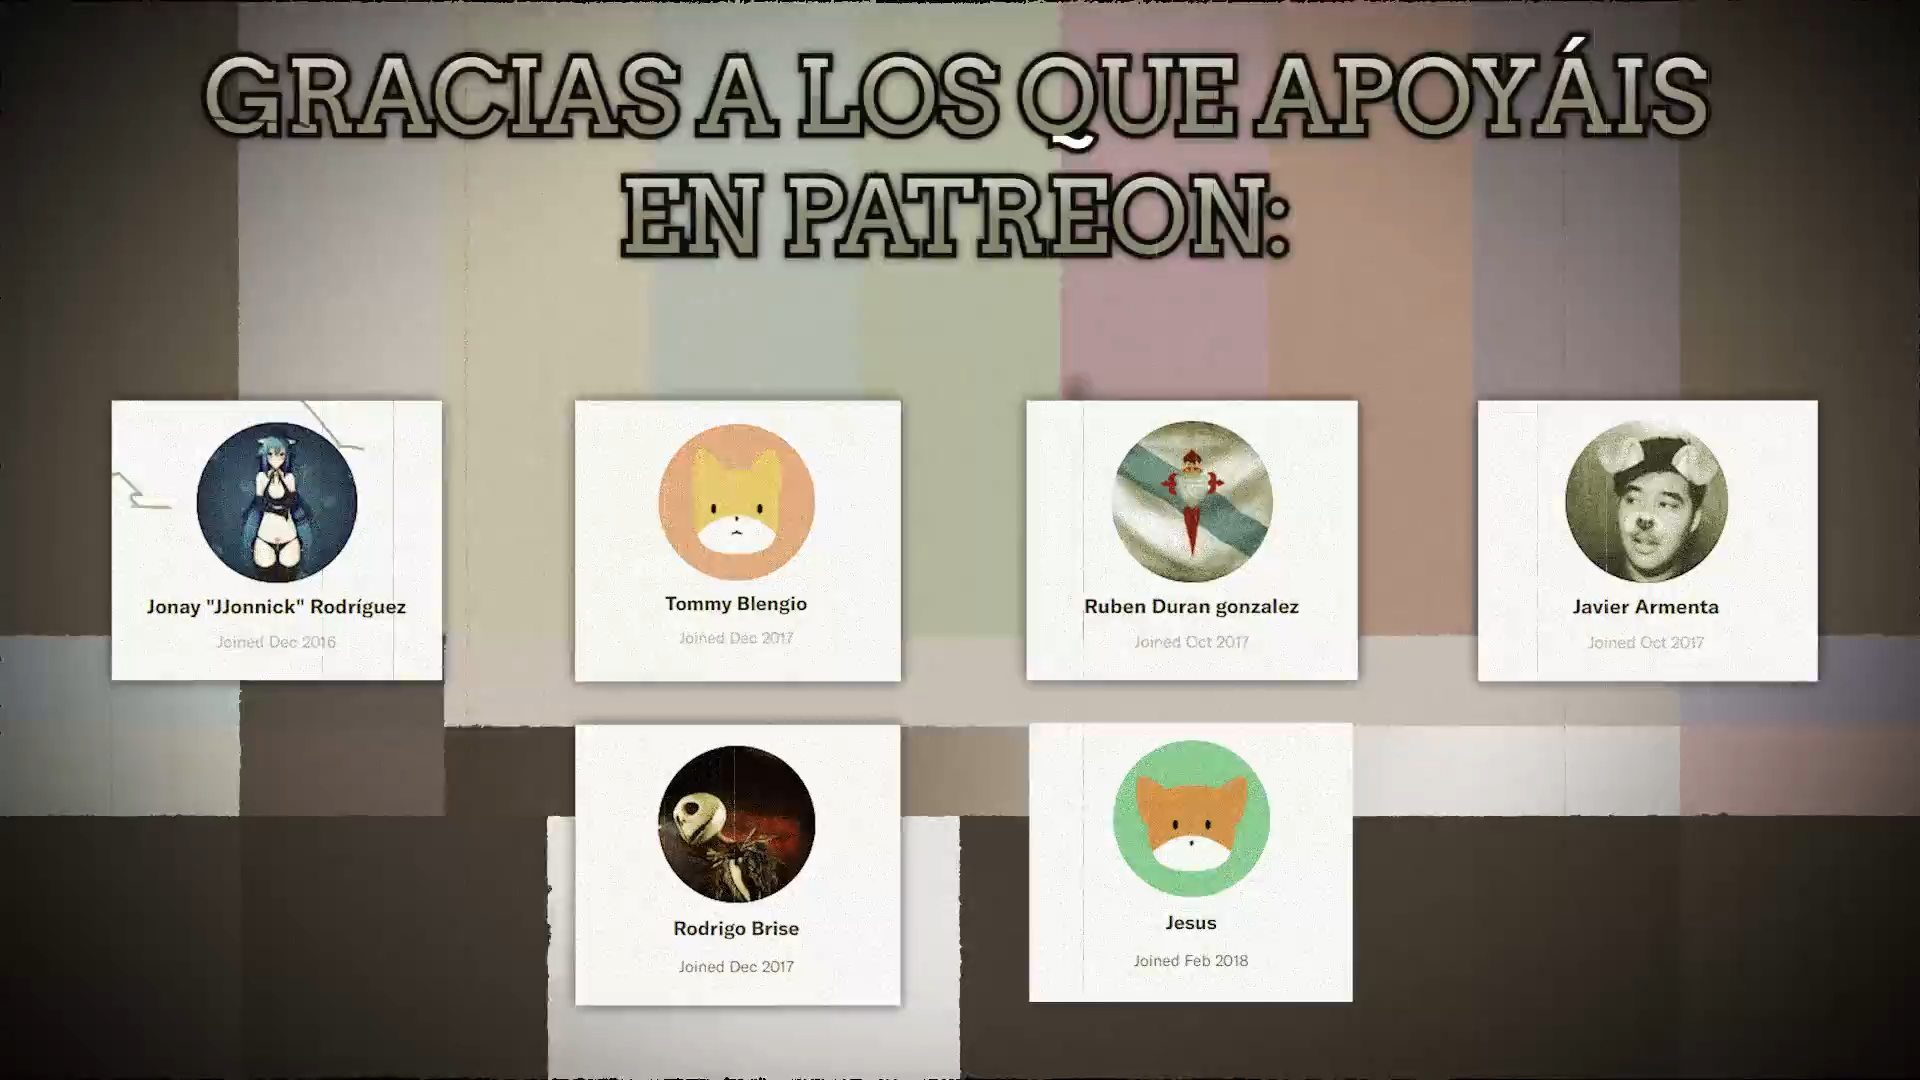 GRACIAS A LOS QUE APOYÁIS
EN PATREON:
Jonay "JJonnick" Rodríguez
Joined Dec 2016
Tommy Blengio
Joined Dec 2017
Ruben Duran gonzalez
Joined Oct 2017
Javier Armenta
Joined Oct 2017
Rodrigo Brise
Joined Dec 2017
Jesus
Joined Feb 2018